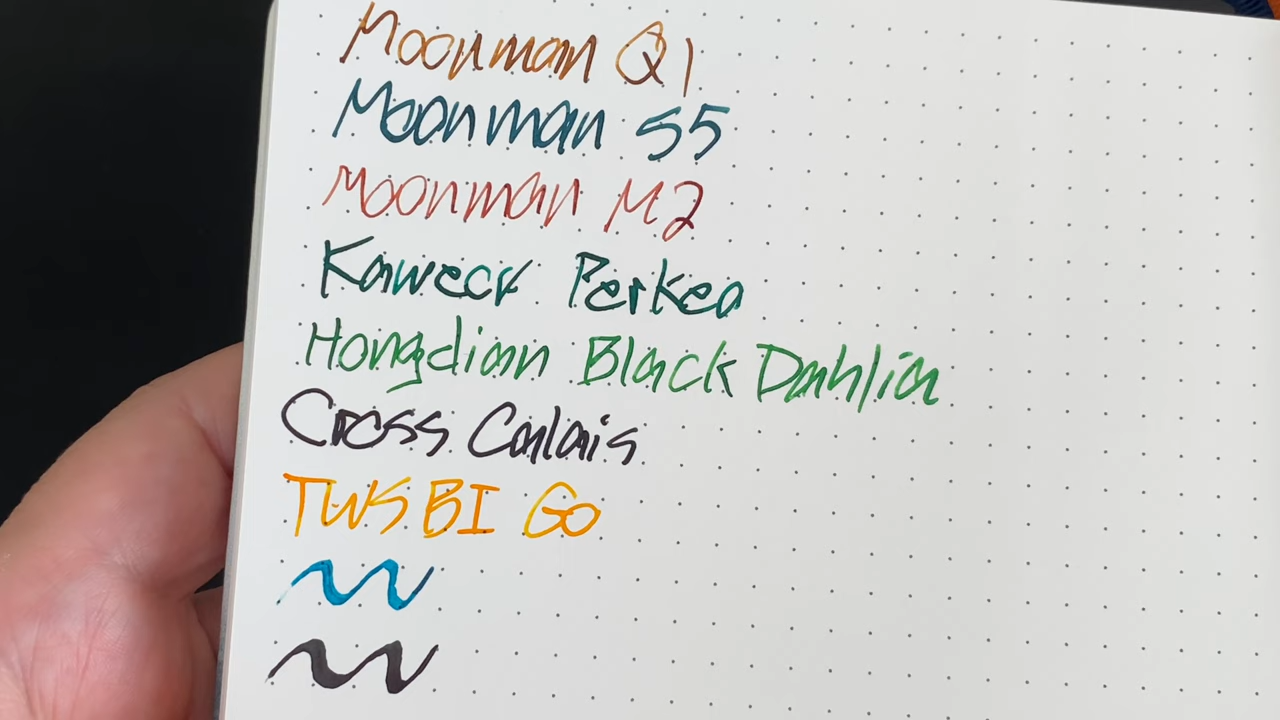 Moonman Q1
Moonman S5
Moonman M2
Kaweco Perkeo
Hongdian Black Dahlia
Cross Calais
TWSBI Go